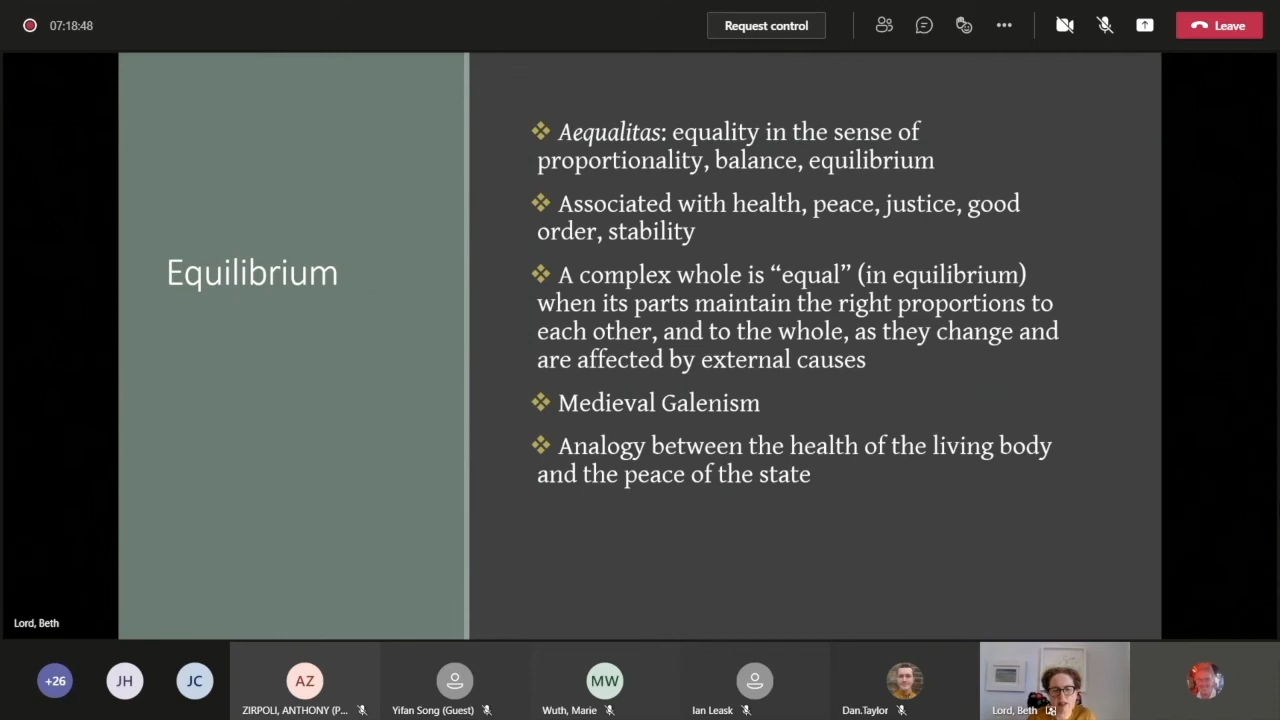 07:18:48
Request control
Leave
Equilibrium
Aequalitas: equality in the sense of
proportionality, balance, equilibrium
Associated with health, peace, justice, good
order, stability
A complex whole is “equal” (in equilibrium)
when its parts maintain the right proportions to
each other, and to the whole, as they change and
are affected by external causes
Medieval Galenism
Analogy between the health of the living body
and the peace of the state
Lord, Beth
+26
JH
JC
AZ
MW
ZIRPOLI, ANTHONY (P...
Yifan Song (Guest)
Wuth, Marie
Ian Leask
Dan.Taylor
Lord, Beth